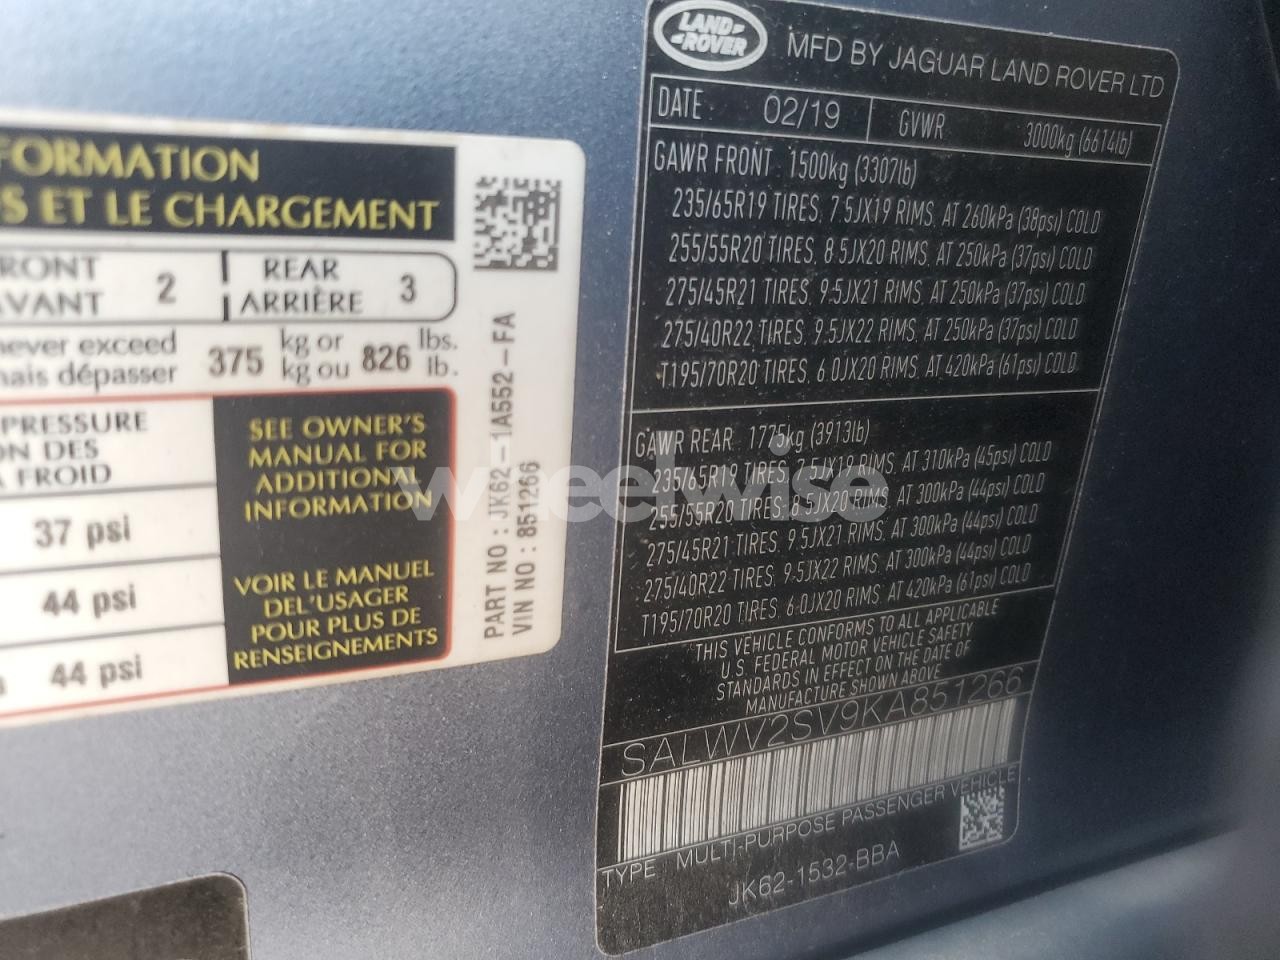 FORMATION
S ET LE CHARGEMENT
RONT 2 REAR 3
AVANT ARRIÈRE
never exceed 375 kg or 826 lbs.
mais dépasser kg ou lb.
PRESSURE
ON DES
FROID
37 psi
44 psi
44 psi
SEE OWNER'S
MANUAL FOR
ADDITIONAL
INFORMATION
VOIR LE MANUEL
DEL'USAGER
POUR PLUS DE
RENSEIGNEMENTS
PART NO : JK62-1A552-FA
VIN NO : 851266
wheelwise
LAND
ROVER
MFD BY JAGUAR LAND ROVER LTD
DATE: 02/19 GVWR 3000kg (6614lb)
GAWR FRONT 1500kg (3307lb)
235/65R19 TIRES, 7.5JX19 RIMS, AT 260kPa (38psi) COLD
255/55R20 TIRES, 8.5JX20 RIMS, AT 250kPa (37psi) COLD
275/45R21 TIRES, 9.5JX21 RIMS, AT 250kPa (37psi) COLD
275/40R22 TIRES, 9.5JX22 RIMS, AT 250kPa (37psi) COLD
T195/70R20 TIRES, 6.0JX20 RIMS, AT 420kPa (61psi) COLD
GAWR REAR 1775kg (3913lb)
235/65R19 TIRES, 7.5JX19 RIMS, AT 310kPa (45psi) COLD
255/55R20 TIRES, 8.5JX20 RIMS, AT 300kPa (44psi) COLD
275/45R21 TIRES, 9.5JX21 RIMS, AT 300kPa (44psi) COLD
275/40R22 TIRES, 9.5JX22 RIMS, AT 300kPa (44psi) COLD
T195/70R20 TIRES, 6.0JX20 RIMS, AT 420kPa (61psi) COLD
THIS VEHICLE CONFORMS TO ALL APPLICABLE
U.S. FEDERAL MOTOR VEHICLE SAFETY
STANDARDS IN EFFECT ON THE DATE OF
MANUFACTURE SHOWN ABOVE
SALWV2SV9KA851266
TYPE MULTI-PURPOSE PASSENGER VEHICLE
JK62-1532-BBA